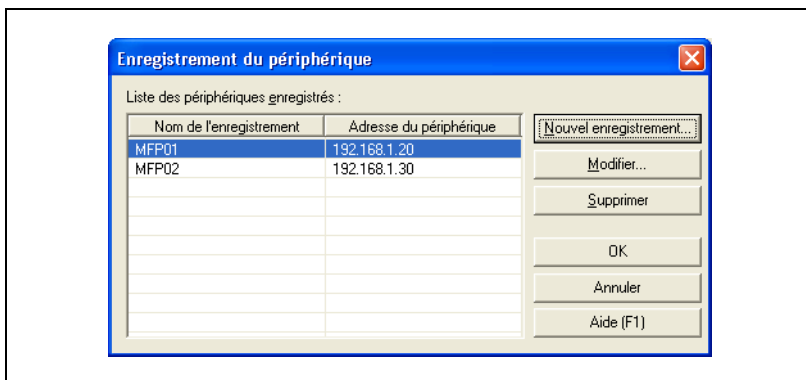 Enregistrement du périphérique
Liste des périphériques enregistrés :
Nom de l'enregistrement Adresse du périphérique
MFP01 192.168.1.20
MFP02 192.168.1.30
Nouvel enregistrement...
Modifier...
Supprimer
OK
Annuler
Aide (F1)